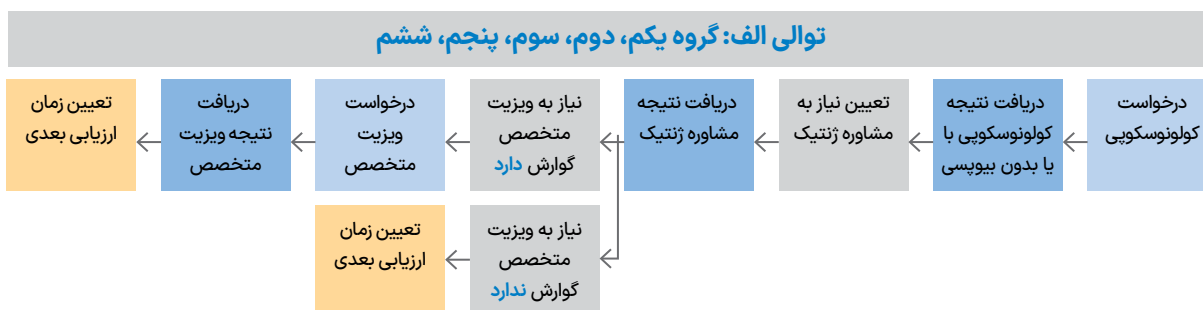 توالی الف: گروه یکم، دوم، سوم، پنجم، ششم
درخواست
کولونوسکوپی
دریافت نتیجه
کولونوسکوپی با
یا بدون بیوپسی
تعیین نیاز به
مشاوره ژنتیک
دریافت نتیجه
مشاوره ژنتیک
نیاز به ویزیت
متخصص
گوارش دارد
درخواست
ویزیت
متخصص
دریافت
نتیجه ویزیت
متخصص
تعیین زمان
ارزیابی بعدی
نیاز به ویزیت
متخصص
گوارش ندارد
تعیین زمان
ارزیابی بعدی